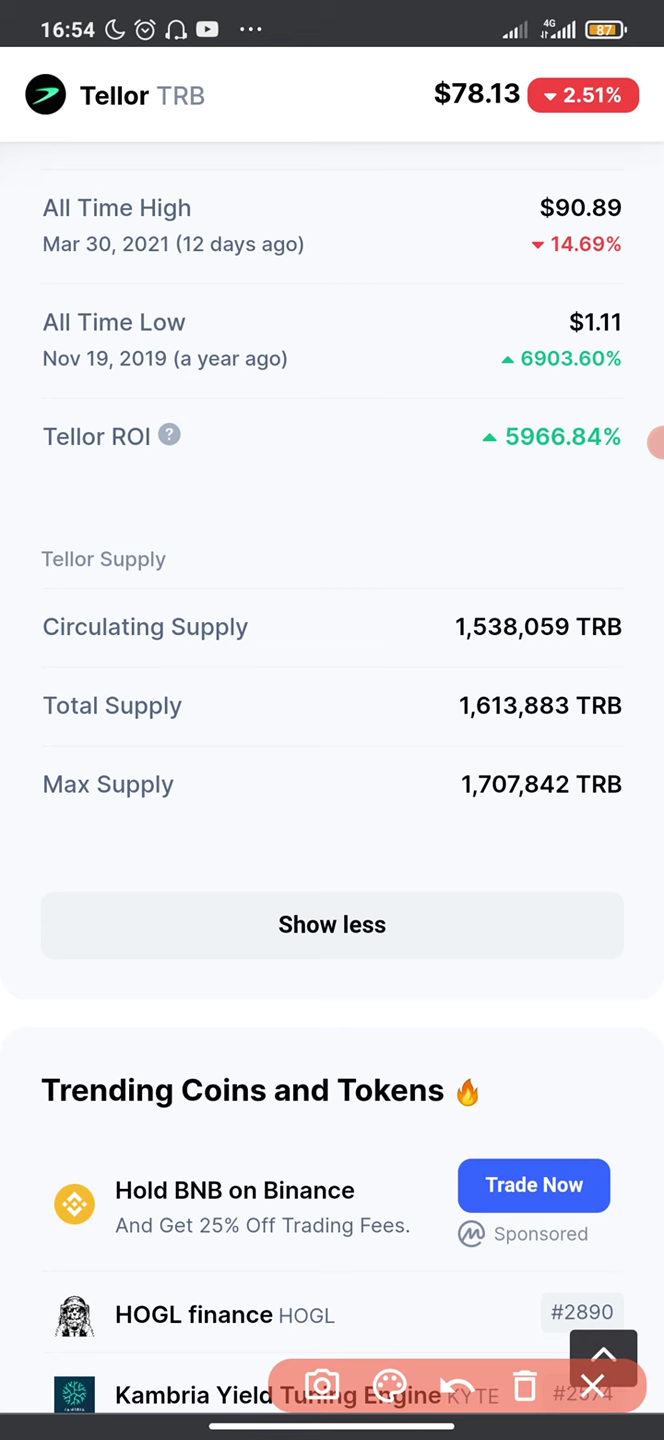 16:54 4G 87
Tellor TRB $78.13 2.51%
All Time High $90.89
Mar 30, 2021 (12 days ago) 14.69%
All Time Low $1.11
Nov 19, 2019 (a year ago) 6903.60%
Tellor ROI ? 5966.84%
Tellor Supply
Circulating Supply 1,538,059 TRB
Total Supply 1,613,883 TRB
Max Supply 1,707,842 TRB
Show less
Trending Coins and Tokens
Hold BNB on Binance Trade Now
And Get 25% Off Trading Fees. Sponsored
HOGL finance HOGL #2890
Kambria Yield Tuning Engine KYTE